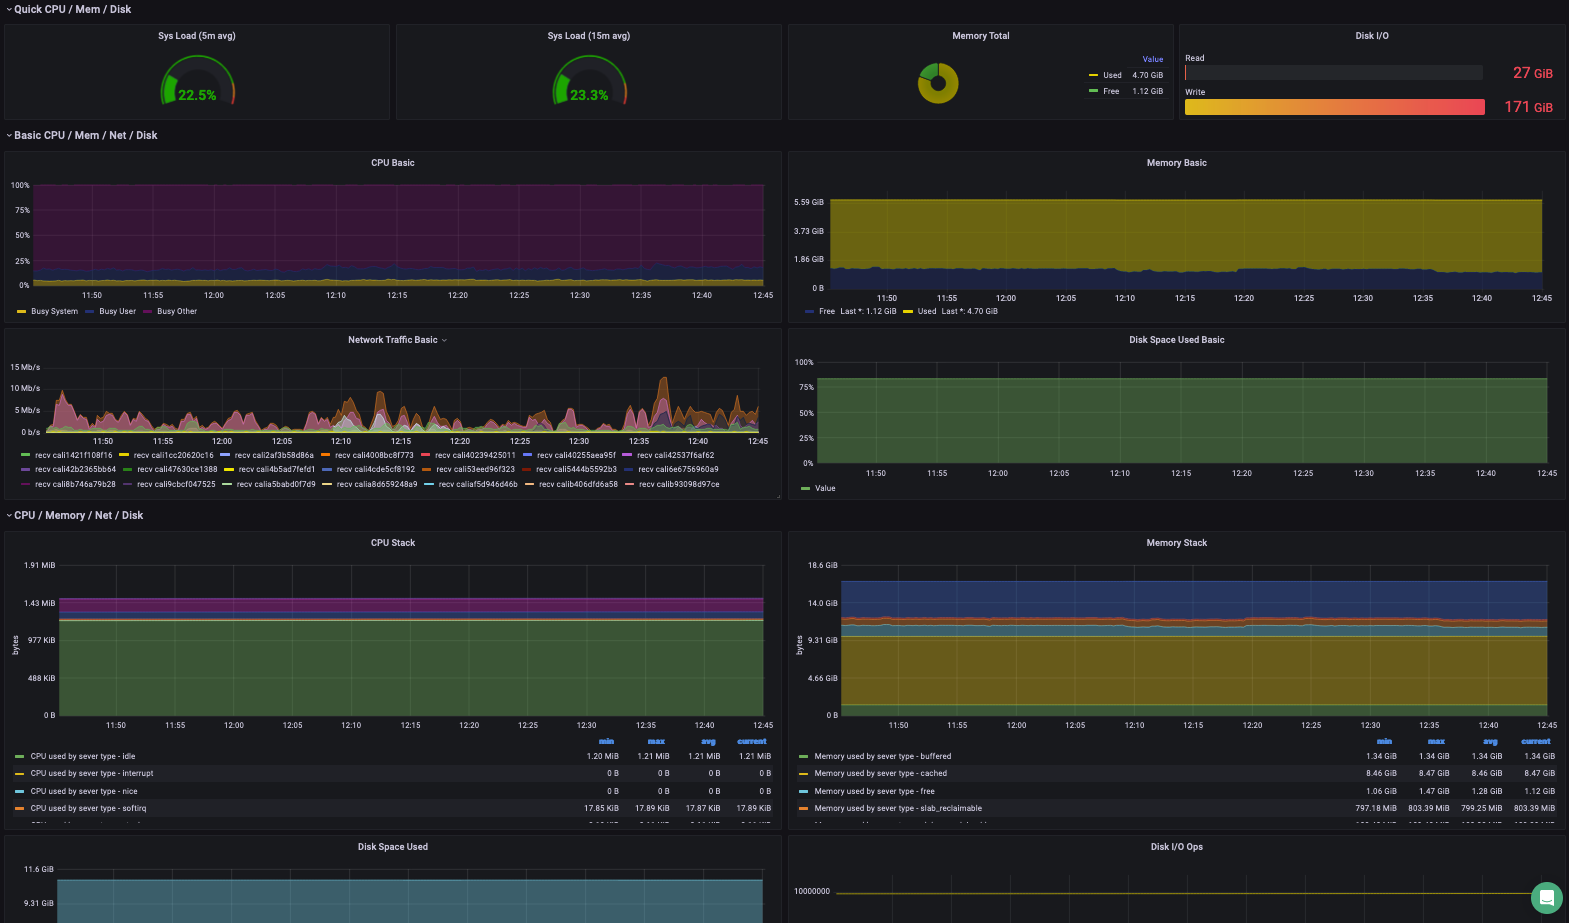 Quick CPU / Mem / Disk
Sys Load (5m avg)
22.5%
Sys Load (15m avg)
23.3%
Memory Total
Value
Used 4.70 GiB
Free 1.12 GiB
Disk I/O
Read
27 GiB
Write
171 GiB
Basic CPU / Mem / Net / Disk
CPU Basic
100%
75%
50%
25%
0%
11:50 11:55 12:00 12:05 12:10 12:15 12:20 12:25 12:30 12:35 12:40 12:45
Busy System Busy User Busy Other
Memory Basic
5.59 GiB
3.73 GiB
1.86 GiB
0 B
11:50 11:55 12:00 12:05 12:10 12:15 12:20 12:25 12:30 12:35 12:40 12:45
Free Last *: 1.12 GiB Used Last *: 4.70 GiB
Network Traffic Basic
15 Mb/s
10 Mb/s
5 Mb/s
0 b/s
11:50 11:55 12:00 12:05 12:10 12:15 12:20 12:25 12:30 12:35 12:40 12:45
recv cali1421f108f16 recv cali1cc20620c16 recv cali2af3b58d86a recv cali4008bc8f773 recv cali40239425011 recv cali40255aea95f recv cali42537f6af62
recv cali42b2365bb64 recv cali47630ce1388 recv cali4b5ad7fefd1 recv cali4cde5cf8192 recv cali53eed96f323 recv cali5444b5592b3 recv cali6e6756960a9
recv cali8b746a79b28 recv cali9cbcf047525 recv calia5babd0f7d9 recv calia8d659248a9 recv caliaf5d946d46b recv calib406dfd6a58 recv calib93098d97ce
Disk Space Used Basic
100%
75%
50%
25%
0%
11:50 11:55 12:00 12:05 12:10 12:15 12:20 12:25 12:30 12:35 12:40 12:45
Value
CPU / Memory / Net / Disk
CPU Stack
bytes
1.91 MiB
1.43 MiB
977 KiB
488 KiB
0 B
11:50 11:55 12:00 12:05 12:10 12:15 12:20 12:25 12:30 12:35 12:40 12:45
min max avg current
CPU used by sever type - idle 1.20 MiB 1.21 MiB 1.21 MiB 1.21 MiB
CPU used by sever type - interrupt 0 B 0 B 0 B 0 B
CPU used by sever type - nice 0 B 0 B 0 B 0 B
CPU used by sever type - softirq 17.85 KiB 17.89 KiB 17.87 KiB 17.89 KiB
Memory Stack
bytes
18.6 GiB
14.0 GiB
9.31 GiB
4.66 GiB
0 B
11:50 11:55 12:00 12:05 12:10 12:15 12:20 12:25 12:30 12:35 12:40 12:45
min max avg current
Memory used by sever type - buffered 1.34 GiB 1.34 GiB 1.34 GiB 1.34 GiB
Memory used by sever type - cached 8.46 GiB 8.47 GiB 8.46 GiB 8.47 GiB
Memory used by sever type - free 1.06 GiB 1.47 GiB 1.28 GiB 1.12 GiB
Memory used by sever type - slab_reclaimable 797.18 MiB 803.39 MiB 799.25 MiB 803.39 MiB
Disk Space Used
11.6 GiB
9.31 GiB
Disk I/O Ops
10000000